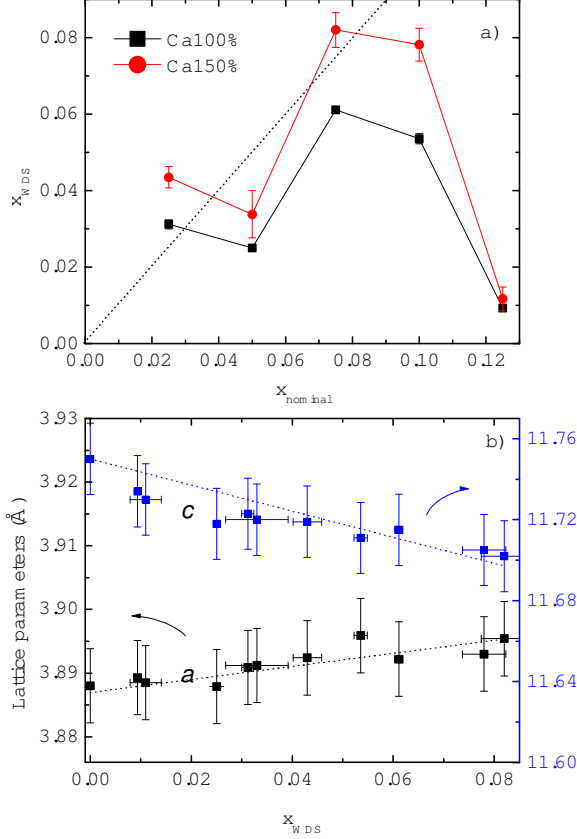 0.08
0.06
0.04
0.02
0.00
x WDS
Ca100%
Ca150%
a)
0.00 0.02 0.04 0.06 0.08 0.10 0.12
x nominal
3.93
3.92
3.91
3.90
3.89
3.88
Lattice parameters (Å)
b)
c
a
11.76
11.72
11.68
11.64
11.60
0.00 0.02 0.04 0.06 0.08
x WDS